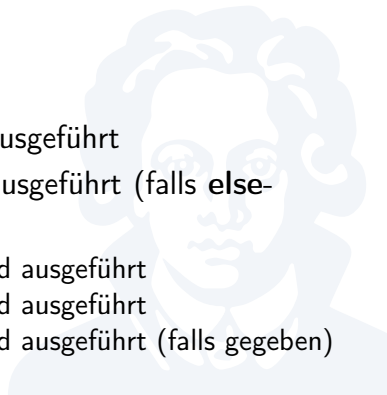 usgeführt
usgeführt (falls else-
d ausgeführt
d ausgeführt
d ausgeführt (falls gegeben)